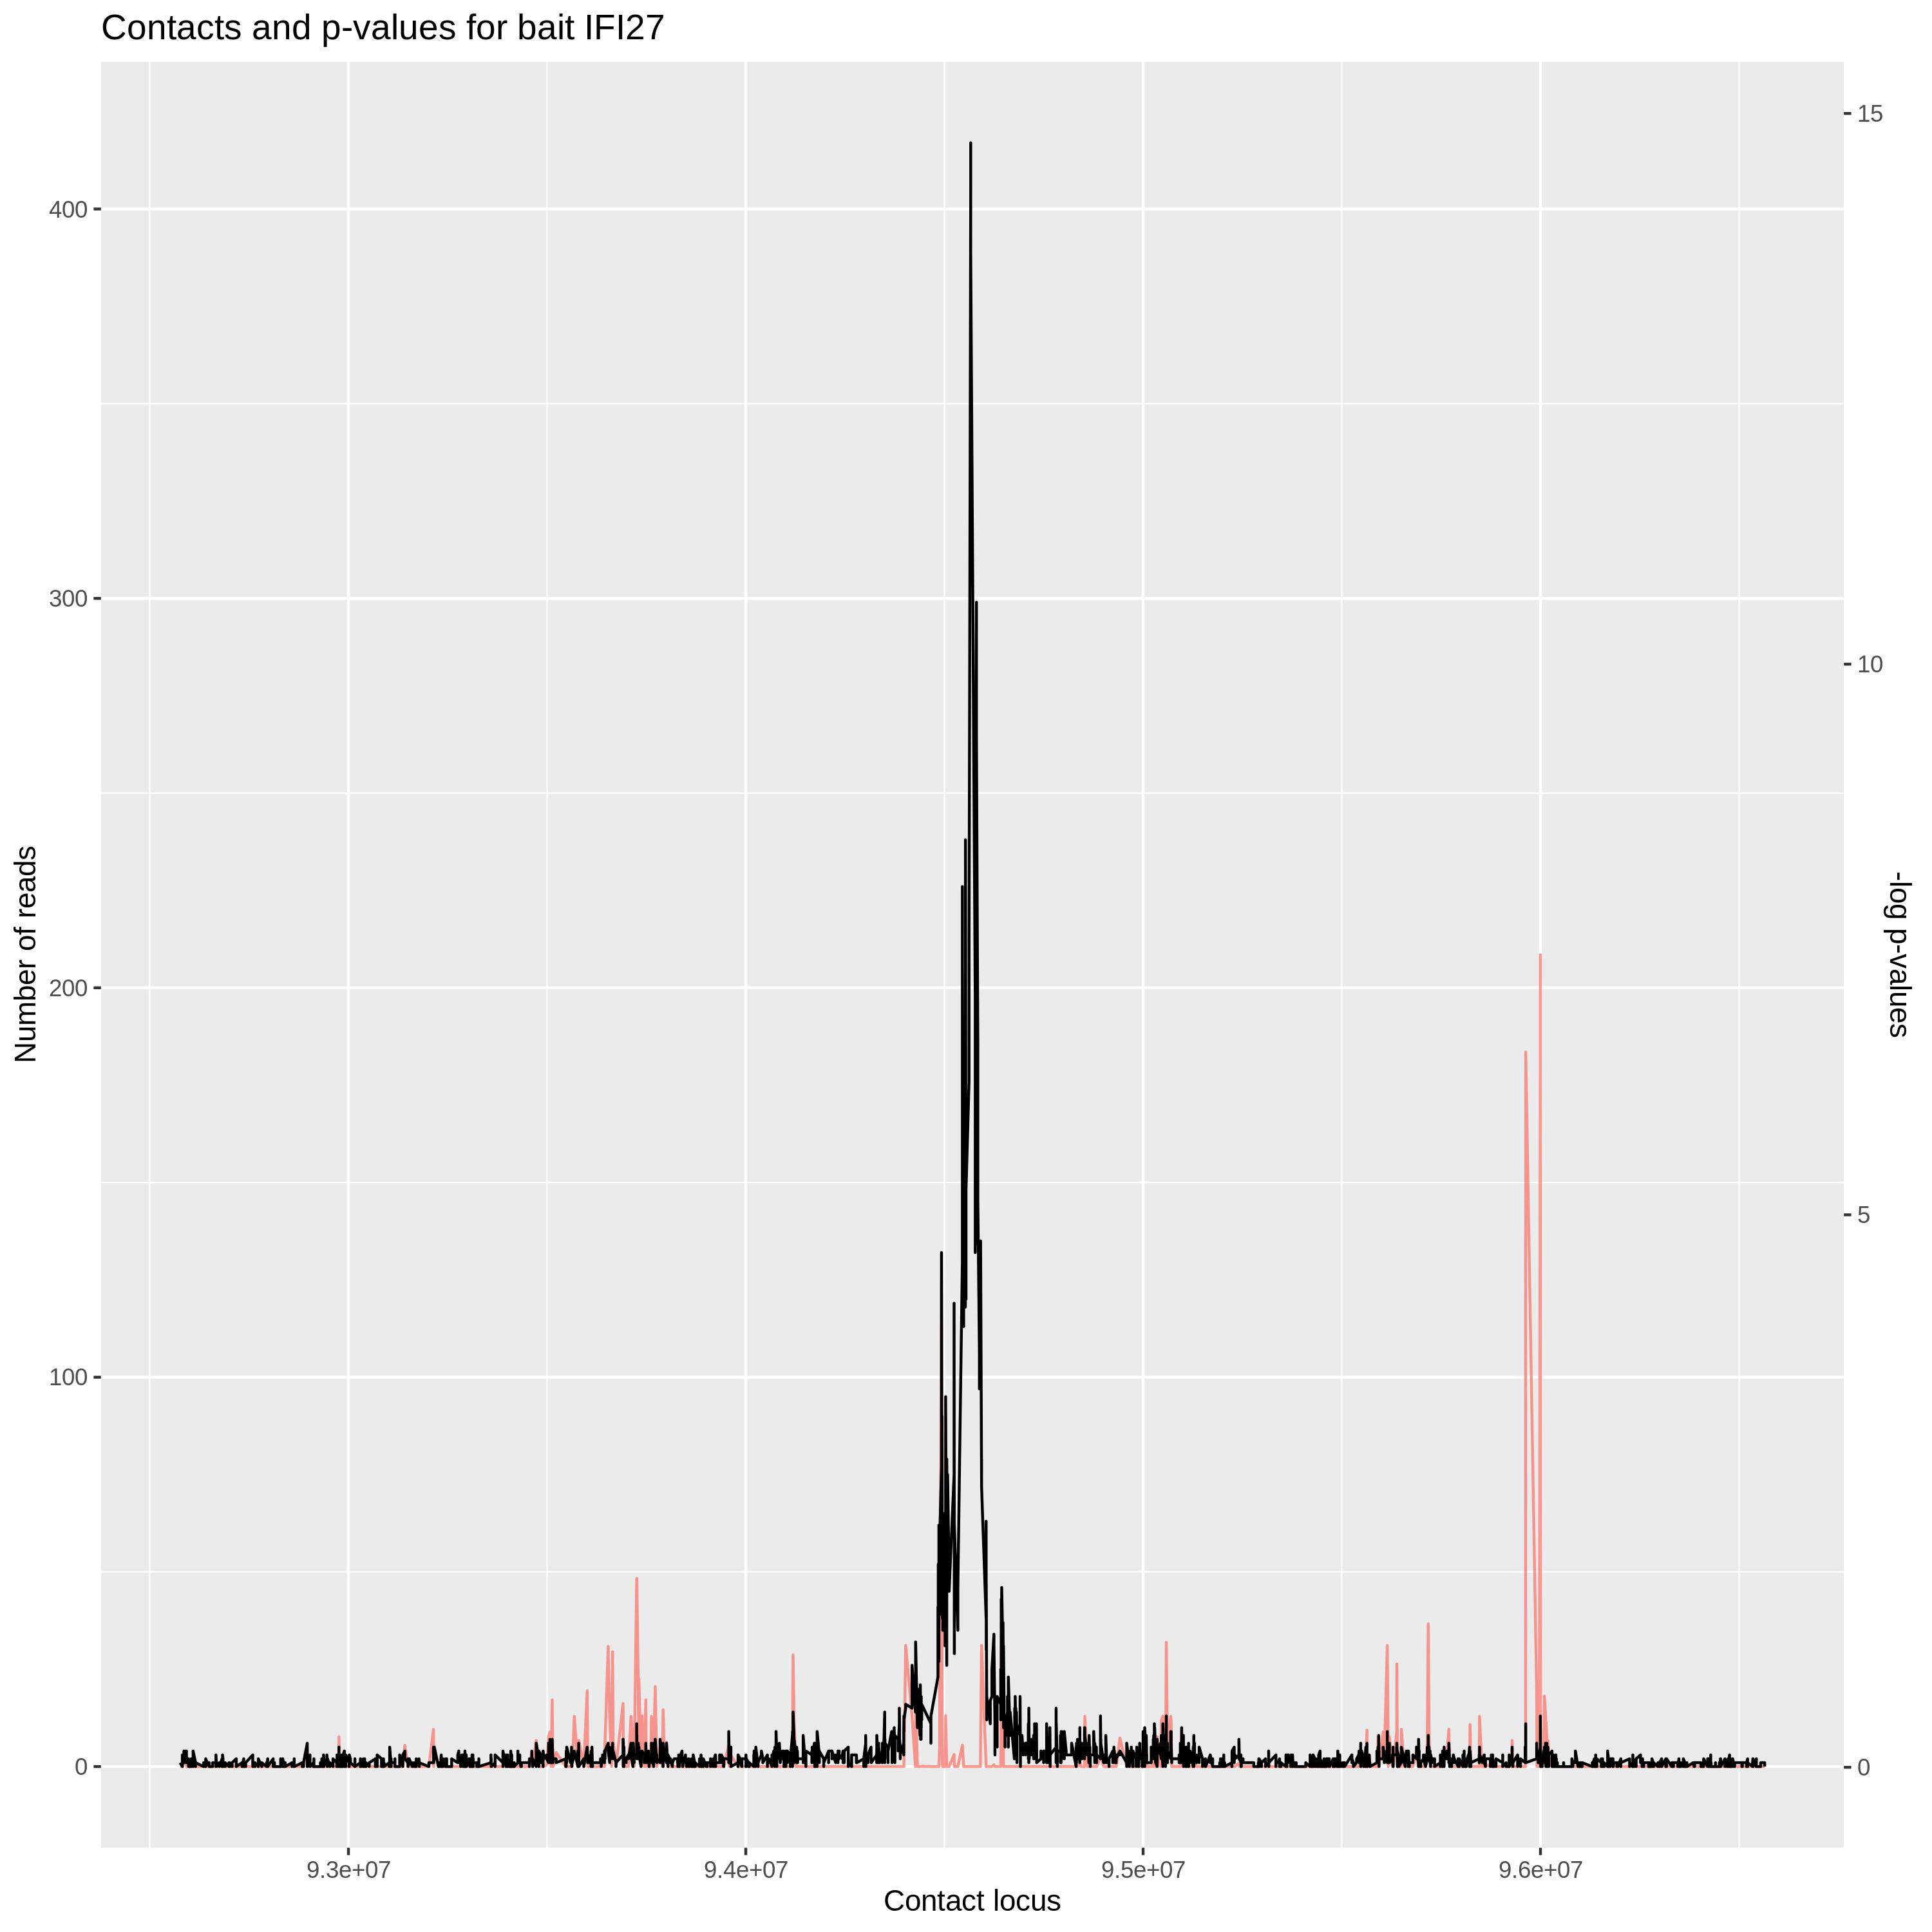 Contacts and p-values for bait IFI27
Number of reads
400
300
200
100
0
15
10
5
0
-log p-values
9.3e+07
9.4e+07
9.5e+07
9.6e+07
Contact locus